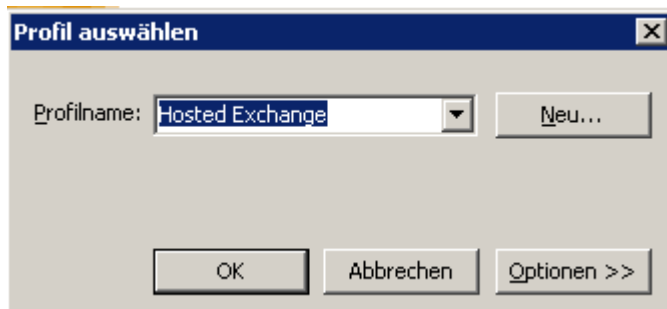 Profil auswählen
Profilname: Hosted Exchange Neu...
OK Abbrechen Optionen >>